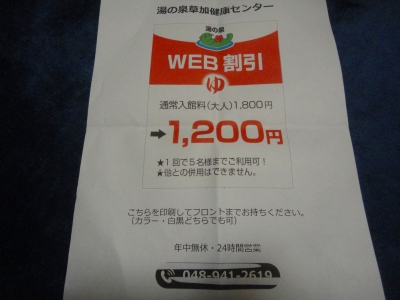 湯の泉草加健康センター
湯の泉
WEB 割引
ゆ
通常入館料(大人)1,800円
➡1,200円
★1回で5名様までご利用可!
★他との併用はできません。
こちらを印刷してフロントまでお持ちください。
(カラー・白黒どちらでも可)
年中無休・24時間営業
048-941-2619